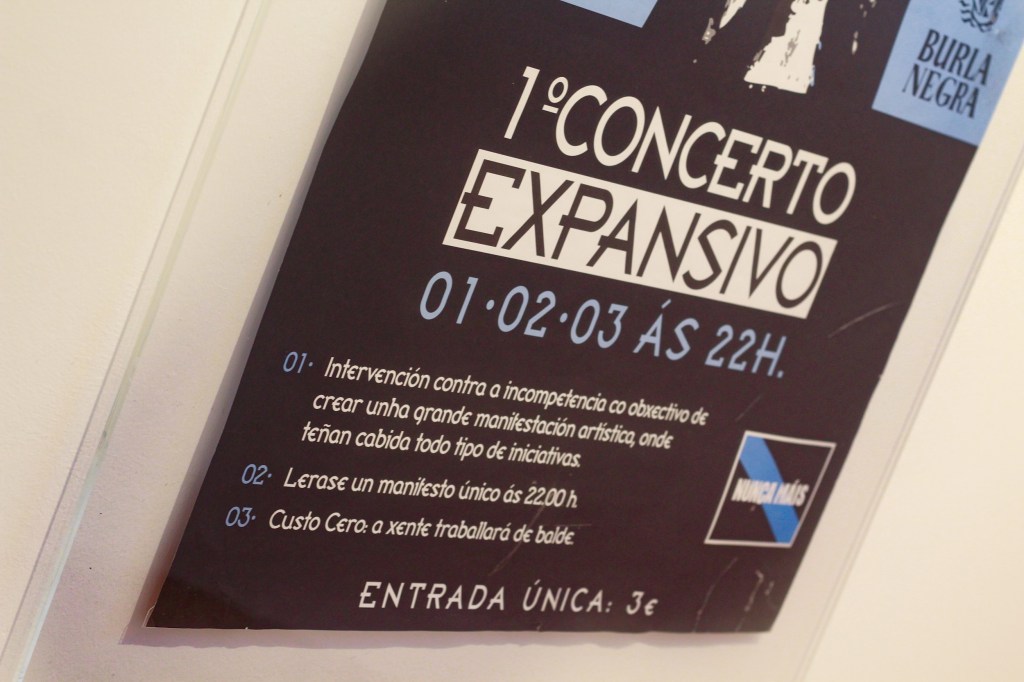 BURLA
NEGRA
1º CONCERTO
EXPANSIVO
01·02·03 ÁS 22H.
01· Intervención contra a incompetencia co obxectivo de
crear unha grande manifestación artística, onde
teñan cabida todo tipo de iniciativas.
02· Lerase un manifesto único ás 22.00 h.
03· Custo Cero: a xente traballará de balde.
NUNCA MÁIS
ENTRADA ÚNICA: 3€